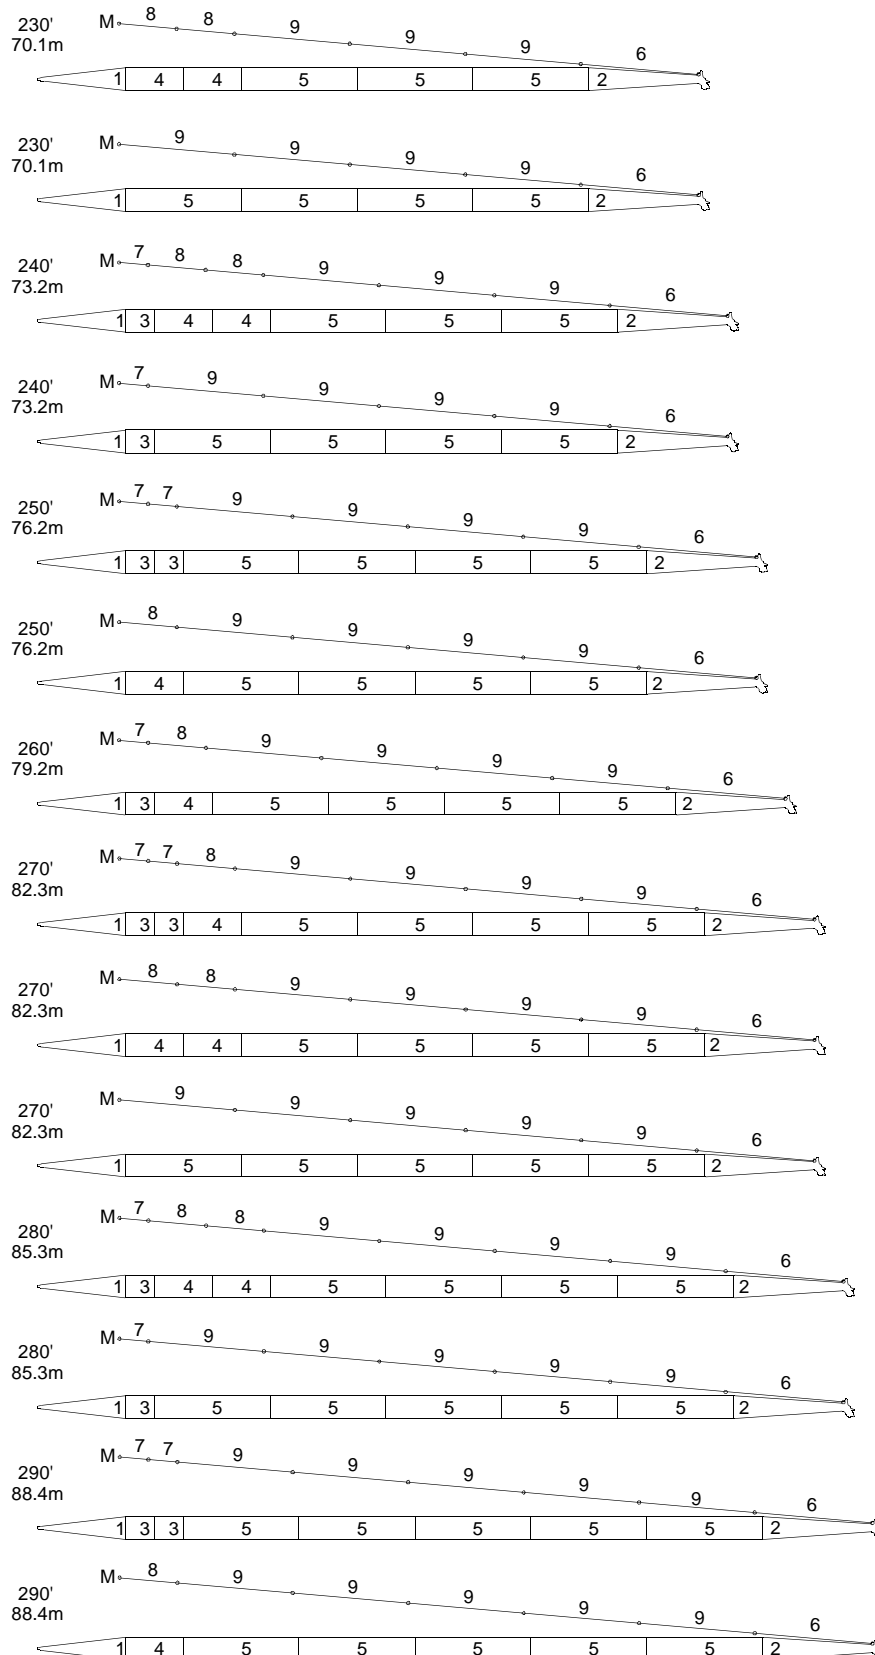 230' M 8 8 9 9 9 6
70.1m 1 4 4 5 5 5 2
230' M 9 9 9 9 6
70.1m 1 5 5 5 5 2
240' M 7 8 8 9 9 9 6
73.2m 1 3 4 4 5 5 5 2
240' M 7 9 9 9 9 6
73.2m 1 3 5 5 5 5 2
250' M 7 7 9 9 9 9 6
76.2m 1 3 3 5 5 5 5 2
250' M 8 9 9 9 9 6
76.2m 1 4 5 5 5 5 2
260' M 7 8 9 9 9 9 6
79.2m 1 3 4 5 5 5 5 2
270' M 7 7 8 9 9 9 9 6
82.3m 1 3 3 4 5 5 5 5 2
270' M 8 8 9 9 9 9 6
82.3m 1 4 4 5 5 5 5 2
270' M 9 9 9 9 9 6
82.3m 1 5 5 5 5 5 2
280' M 7 8 8 9 9 9 9 6
85.3m 1 3 4 4 5 5 5 5 2
280' M 7 9 9 9 9 9 6
85.3m 1 3 5 5 5 5 5 2
290' M 7 7 9 9 9 9 9 6
88.4m 1 3 3 5 5 5 5 5 2
290' M 8 9 9 9 9 9 6
88.4m 1 4 5 5 5 5 5 2